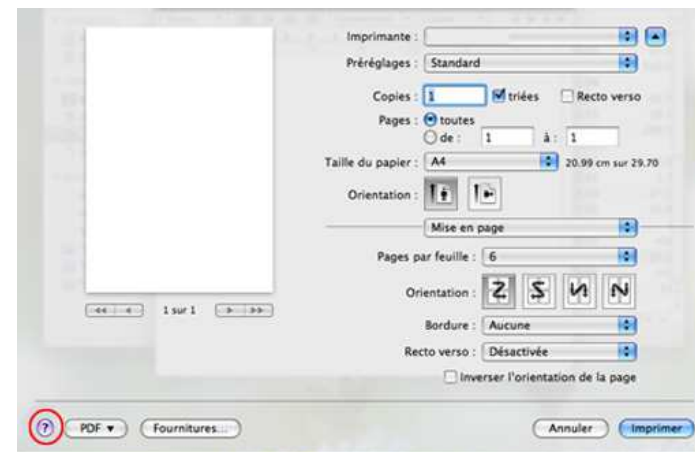 Imprimante :
Préréglages : Standard
Copies : 1 triées Recto verso
Pages : toutes
de : 1 à : 1
Taille du papier : A4 20.99 cm sur 29.70
Orientation :
Mise en page
Pages par feuille : 6
Orientation :
1 sur 1
Bordure : Aucune
Recto verso : Désactivée
Inverser l'orientation de la page
? PDF Fournitures... Annuler Imprimer